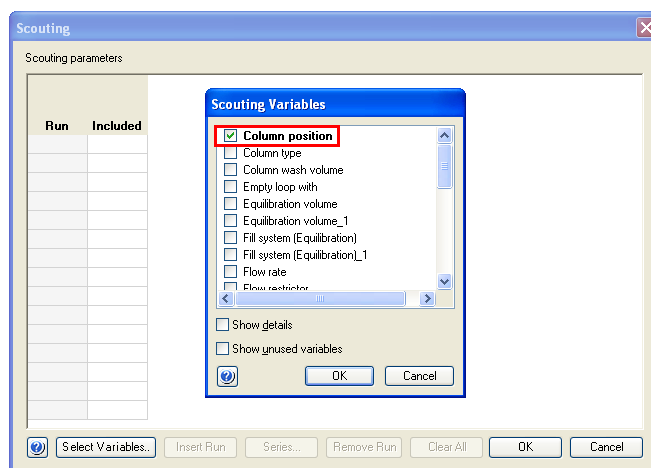 Scouting
Scouting parameters
Run Included
Scouting Variables
Column position
Column type
Column wash volume
Empty loop with
Equilibration volume
Equilibration volume_1
Fill system (Equilibration)
Fill system (Equilibration)_1
Flow rate
Flow restrictor
Show details
Show unused variables
OK Cancel
Select Variables.. Insert Run Series... Remove Run Clear All OK Cancel